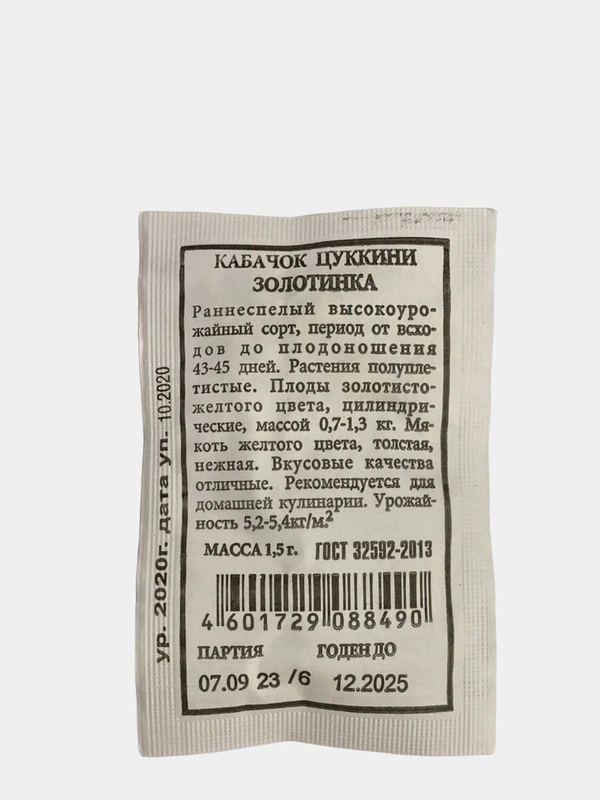 КАБАЧОК ЦУККИНИ
ЗОЛОТИНКА
Раннеспелый высокоуро-
жайный сорт, период от всхо-
дов до плодоношения
43-45 дней. Растения полупле-
тистые. Плоды золотисто-
желтого цвета, цилиндри-
ческие, массой 0,7-1,3 кг. Мя-
коть желтого цвета, толстая,
нежная. Вкусовые качества
отличные. Рекомендуется для
домашней кулинарии. Урожай-
ность 5,2-5,4кг/м.²
МАССА 1,5 г. ГОСТ 32592-2013
4 601729 088490
ПАРТИЯ ГОДЕН ДО
07.09 23 /6 12.2025
ур. 2020г. дата уп. 10.2020